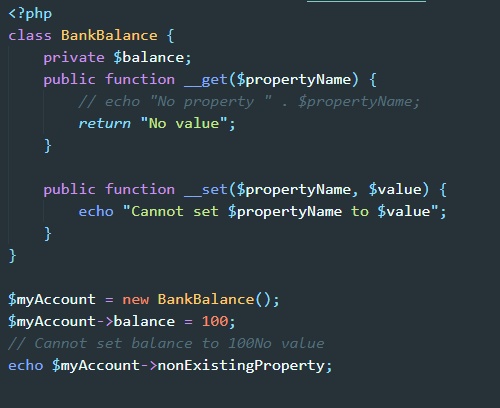 <?php
class BankBalance {
    private $balance;
    public function __get($propertyName) {
        // echo "No property " . $propertyName;
        return "No value";
    }

    public function __set($propertyName, $value) {
        echo "Cannot set $propertyName to $value";
    }
}

$myAccount = new BankBalance();
$myAccount->balance = 100;
// Cannot set balance to 100No value
echo $myAccount->nonExistingProperty;